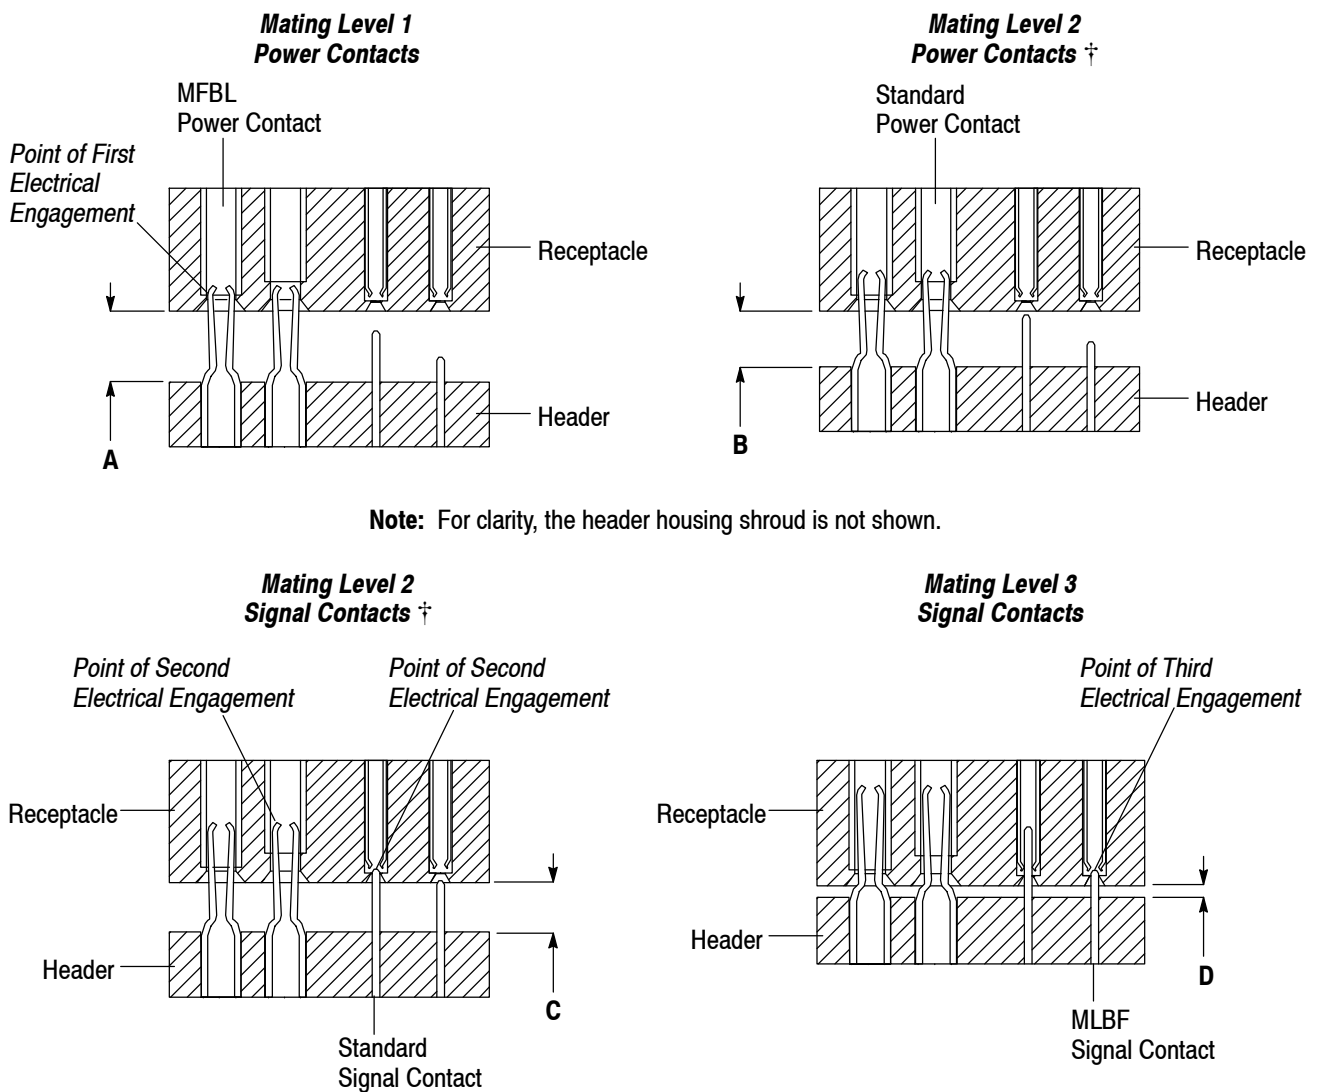 Mating Level 1
Power Contacts
MFBL
Power Contact
Point of First
Electrical
Engagement
Receptacle
Header
A
Mating Level 2
Power Contacts †
Standard
Power Contact
Receptacle
Header
B
Note: For clarity, the header housing shroud is not shown.
Mating Level 2
Signal Contacts †
Point of Second
Electrical Engagement
Point of Second
Electrical Engagement
Receptacle
Header
C
Standard
Signal Contact
Mating Level 3
Signal Contacts
Point of Third
Electrical Engagement
Receptacle
Header
D
MLBF
Signal Contact